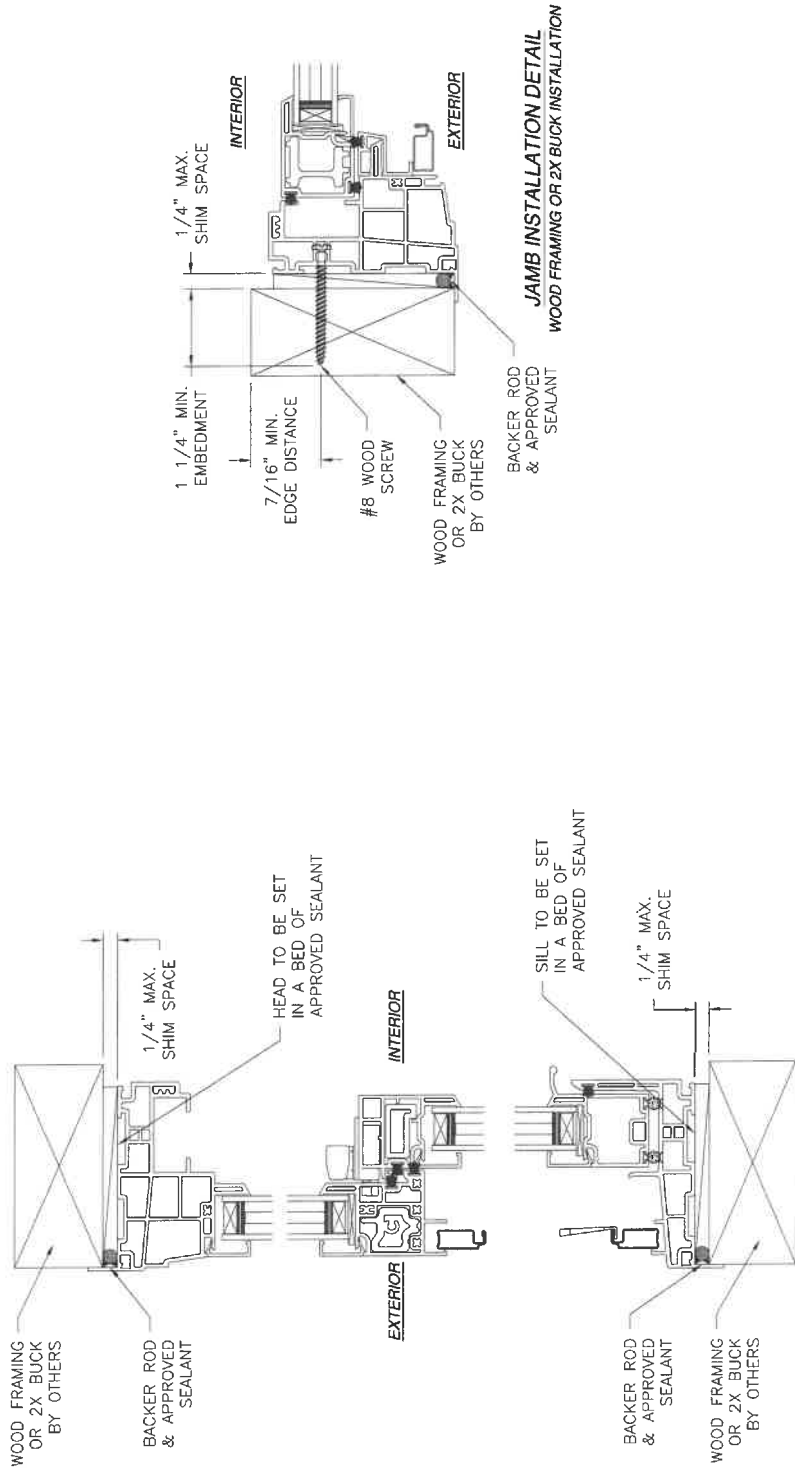 WOOD FRAMING
OR 2X BUCK
BY OTHERS
BACKER ROD
& APPROVED
SEALANT
1/4" MAX.
SHIM SPACE
HEAD TO BE SET
IN A BED OF
APPROVED SEALANT
EXTERIOR
INTERIOR
SILL TO BE SET
IN A BED OF
APPROVED SEALANT
1/4" MAX.
SHIM SPACE
BACKER ROD
& APPROVED
SEALANT
WOOD FRAMING
OR 2X BUCK
BY OTHERS
1 1/4" MIN.
EMBEDMENT
1/4" MAX.
SHIM SPACE
7/16" MIN.
EDGE DISTANCE
#8 WOOD
SCREW
WOOD FRAMING
OR 2X BUCK
BY OTHERS
BACKER ROD
& APPROVED
SEALANT
INTERIOR
EXTERIOR
JAMB INSTALLATION DETAIL
WOOD FRAMING OR 2X BUCK INSTALLATION